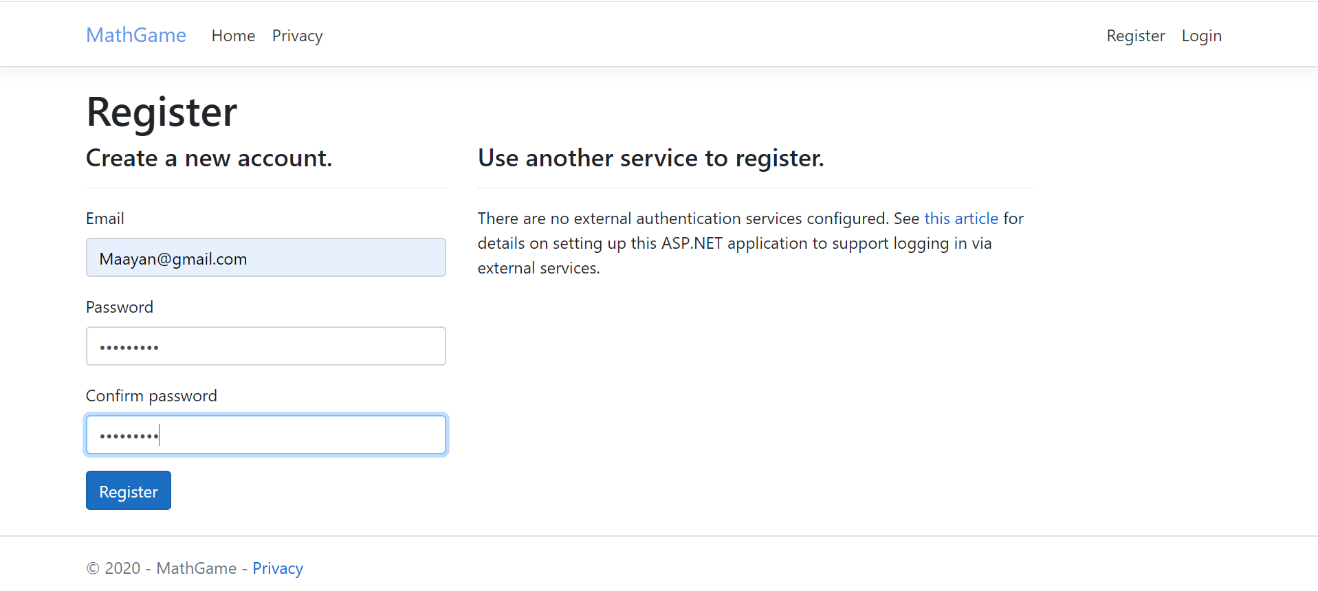 MathGame Home Privacy Register Login
Register
Create a new account.
Email
Maayan@gmail.com
Password
•••••••••
Confirm password
•••••••••
Register
Use another service to register.
There are no external authentication services configured. See this article for
details on setting up this ASP.NET application to support logging in via
external services.
© 2020 - MathGame - Privacy